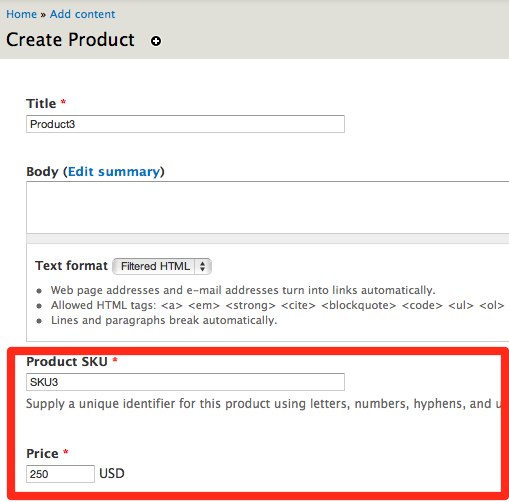 Home » Add content
Create Product
Title *
Product3
Body (Edit summary)
Text format Filtered HTML
Web page addresses and e-mail addresses turn into links automatically.
Allowed HTML tags: <a> <em> <strong> <cite> <blockquote> <code> <ul> <ol>
Lines and paragraphs break automatically.
Product SKU *
SKU3
Supply a unique identifier for this product using letters, numbers, hyphens, and
Price *
250 USD